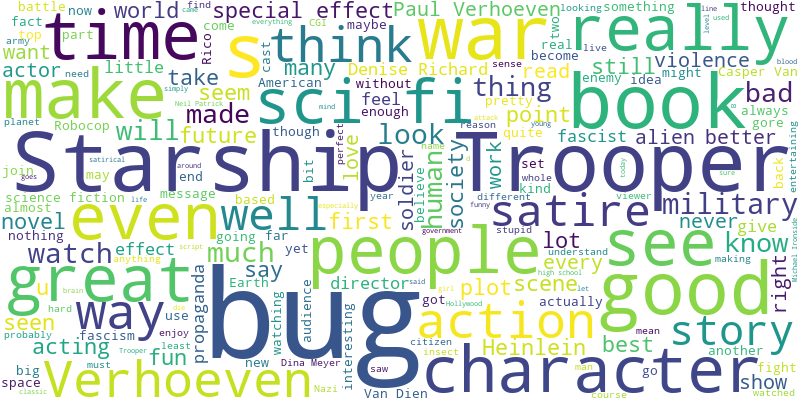 battle
now
world
special effect
Paul Verhoeven
come
looking
something
find
came
everything
fact
top
part
time
s
think
war
really
CGI
maybe
two
real
thought
want
actor
little
Rico
cast
Denise Richard
live
become
violence
Casper Van
army
need
simply
take
many
American
without
read
still
enemy
idea
might
make
seem
made
sci fi
feel
enough
thing
pretty
sense
book
bad
always
gore
planet
Robocop
will
future
though
look
point
quite
reason
fascist
alien
better
Starship Trooper
join
may
end
bit
love
perfect
soldier
believe
human
society
work
set
whole
kind
back
science fiction
almost
message
based
year
name
different
viewer
satire
military
novel
even
well
first
funny
stupid
never
give
nothing
going
far
yet
people
government
see
know
watch
effect
much
say
director
every
lot
great
way
u
Earth
audience
plot
scene
good
right
seen
use
propaganda
bug
watching
interesting
got
actually
action
story
hard
fascism
probably
acting
fun
Verhoeven
enjoy
least
new
Dina Meyer
Nazi
saw
citizen
insect
Heinlein
best
another
character
big
space
must
classic
Van Dien
man
course
mean
go
fight
show
watched
entertaining
Michael Ironside
making
understand
high school
Hollywood
girl
said
let
today
sure
young
attack
mind
Neil Patrick
satirical
around
goes
life
especially
anything
script
brain
die
Trooper
level
used
line
blood
d
B